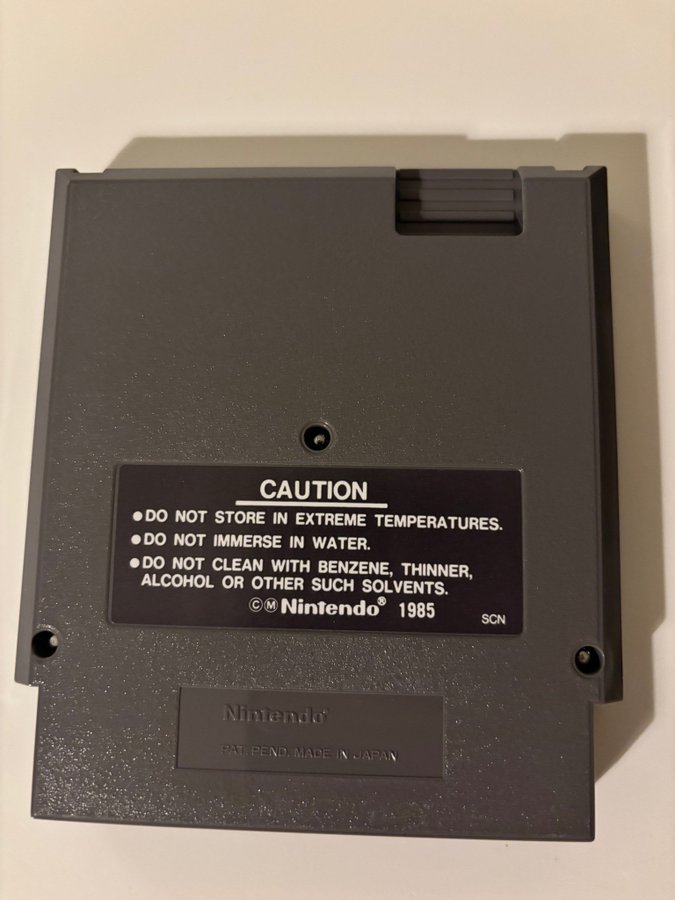 CAUTION
●DO NOT STORE IN EXTREME TEMPERATURES.
●DO NOT IMMERSE IN WATER.
●DO NOT CLEAN WITH BENZENE, THINNER,
ALCOHOL OR OTHER SUCH SOLVENTS.
ⒸⓂNintendo® 1985 SCN
Nintendo®
PAT. PEND. MADE IN JAPAN